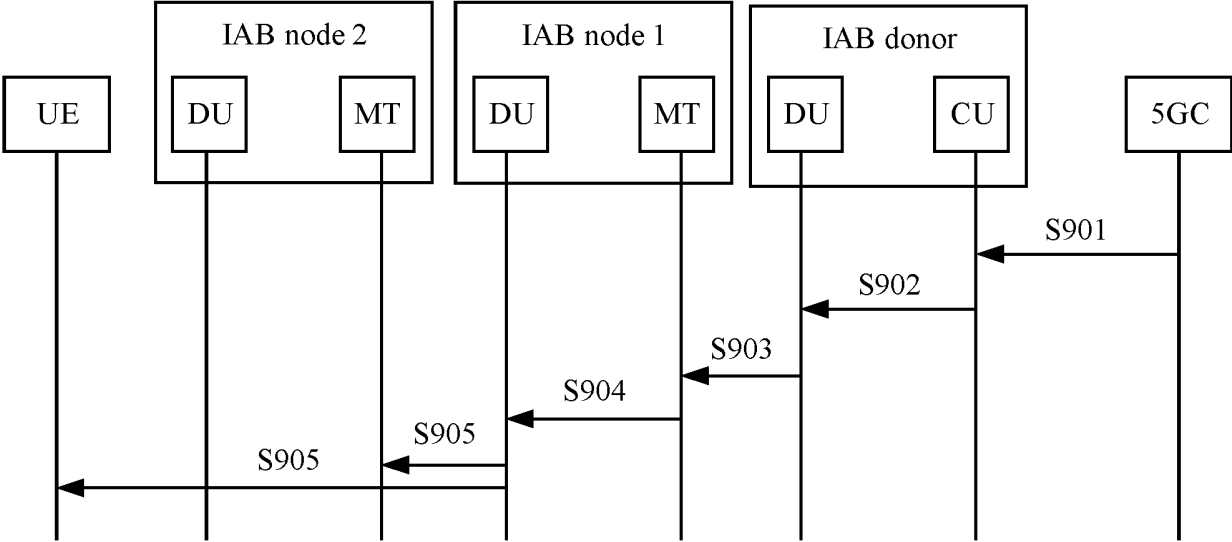 IAB node 2
IAB node 1
IAB donor
UE
DU
MT
DU
MT
DU
CU
5GC
S901
S902
S903
S904
S905
S905